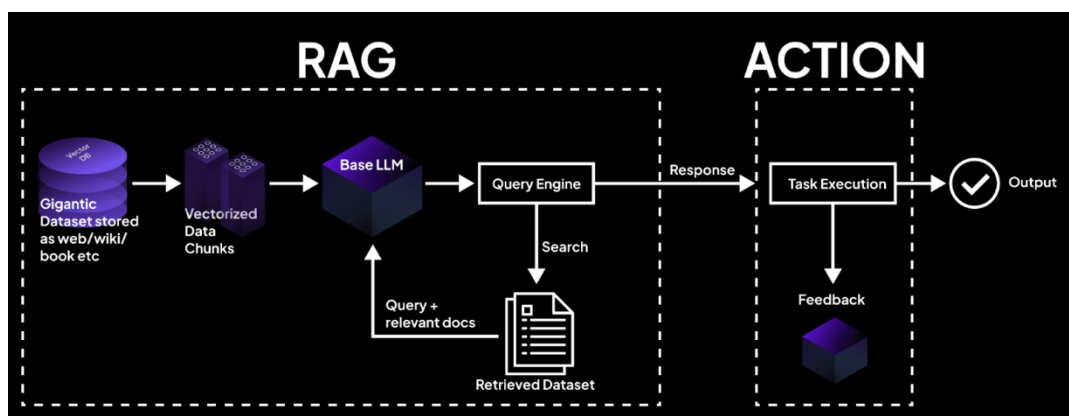 RAG
ACTION
Vector
DB
Gigantic
Dataset stored
as web/wiki/
book etc
Vectorized
Data
Chunks
Base LLM
Query Engine
Search
Query +
relevant docs
Retrieved Dataset
Response
Task Execution
Feedback
Output